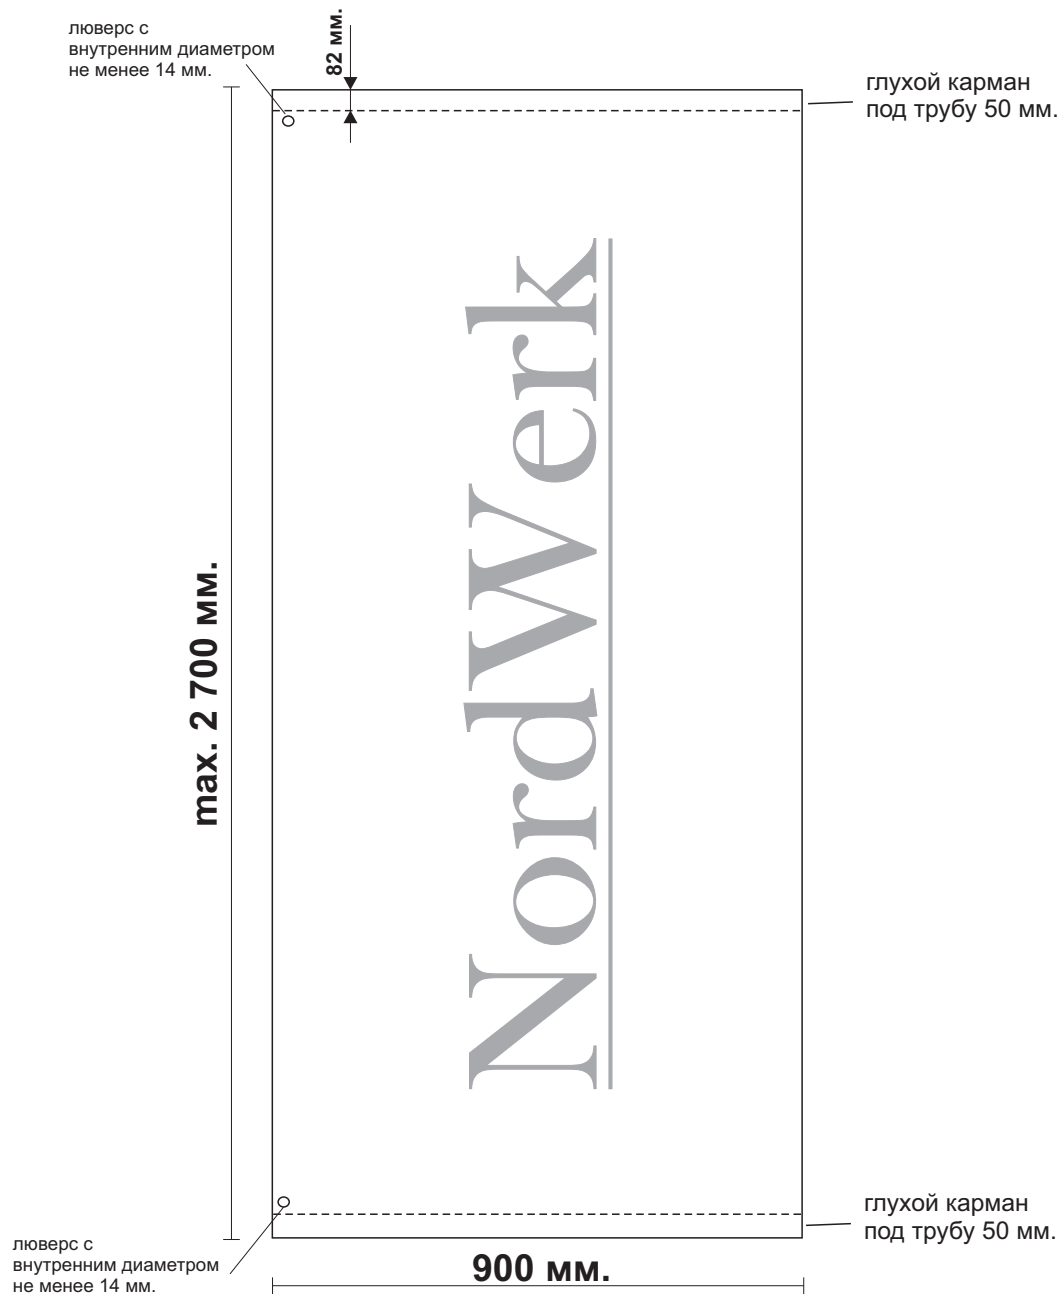 люверс с
внутренним диаметром
не менее 14 мм.
82 мм.
глухой карман
под трубу 50 мм.
NordWerk
max. 2 700 мм.
глухой карман
под трубу 50 мм.
люверс с
внутренним диаметром
не менее 14 мм.
900 мм.